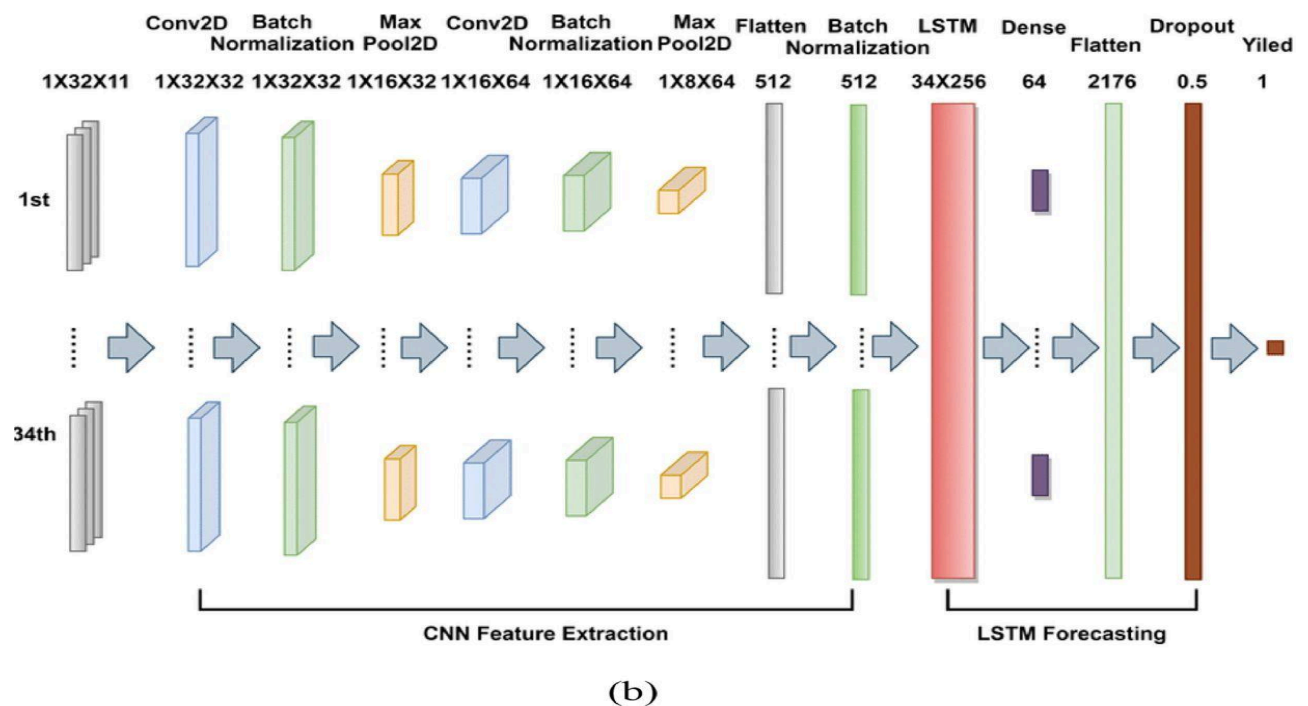 Conv2D Batch Normalization Max Pool2D Conv2D Batch Normalization Max Pool2D Flatten Batch Normalization LSTM Dense Flatten Dropout Yiled
1X32X11 1X32X32 1X32X32 1X16X32 1X16X64 1X16X64 1X8X64 512 512 34X256 64 2176 0.5 1
1st
34th
CNN Feature Extraction LSTM Forecasting
(b)